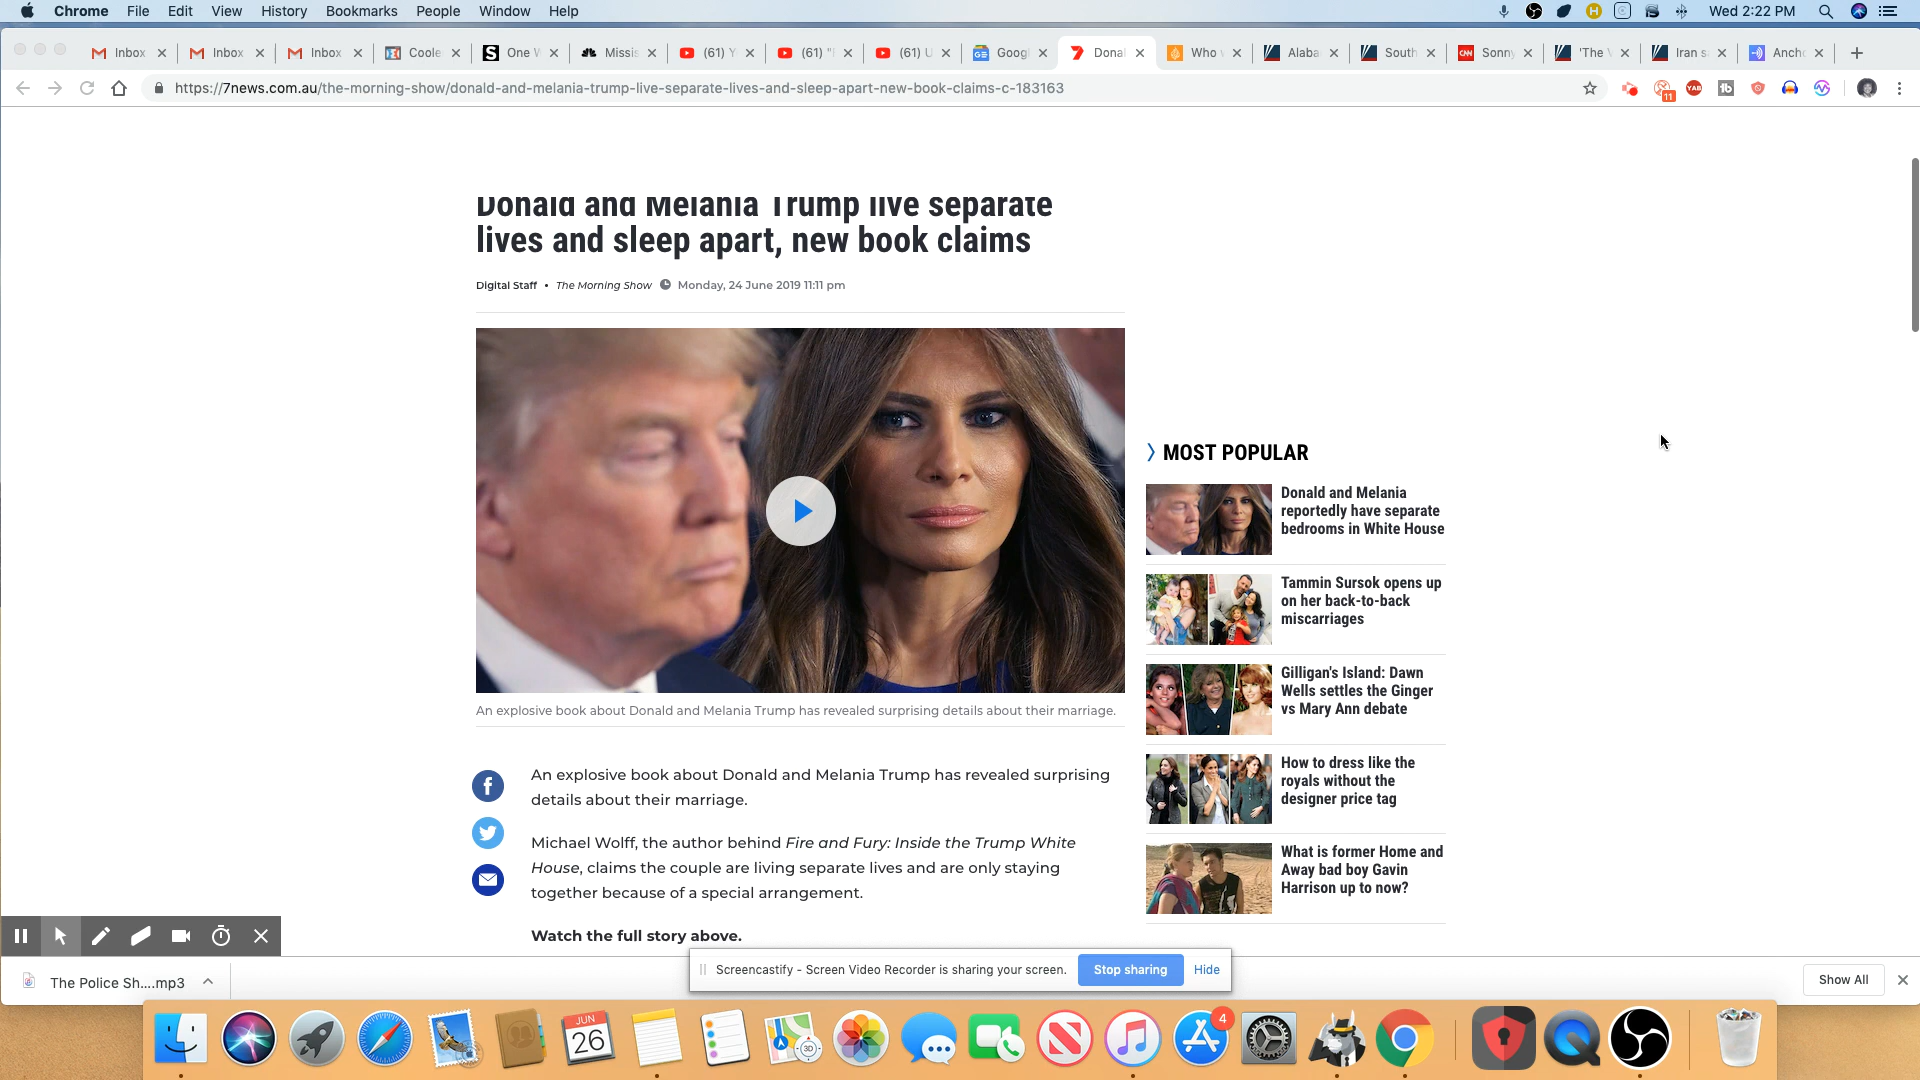 Chrome File Edit View History Bookmarks People Window Help Wed 2:22 PM
Inbox Inbox Inbox Coole One Missis (61) Y (61) "I (61) U Googl Donal Who Alaba South Sonny 'The Iran s Ancho
https://7news.com.au/the-morning-show/donald-and-melania-trump-live-separate-lives-and-sleep-apart-new-book-claims-c-183163
11
YAB
Donald and Melania Trump live separate
lives and sleep apart, new book claims
Digital Staff • The Morning Show Monday, 24 June 2019 11:11 pm
An explosive book about Donald and Melania Trump has revealed surprising details about their marriage.
An explosive book about Donald and Melania Trump has revealed surprising
details about their marriage.
Michael Wolff, the author behind Fire and Fury: Inside the Trump White
House, claims the couple are living separate lives and are only staying
together because of a special arrangement.
Watch the full story above.
MOST POPULAR
Donald and Melania
reportedly have separate
bedrooms in White House
Tammin Sursok opens up
on her back-to-back
miscarriages
Gilligan's Island: Dawn
Wells settles the Ginger
vs Mary Ann debate
How to dress like the
royals without the
designer price tag
What is former Home and
Away bad boy Gavin
Harrison up to now?
Screencastify - Screen Video Recorder is sharing your screen. Stop sharing Hide
The Police Sh....mp3
Show All
JUN
26
3D
4